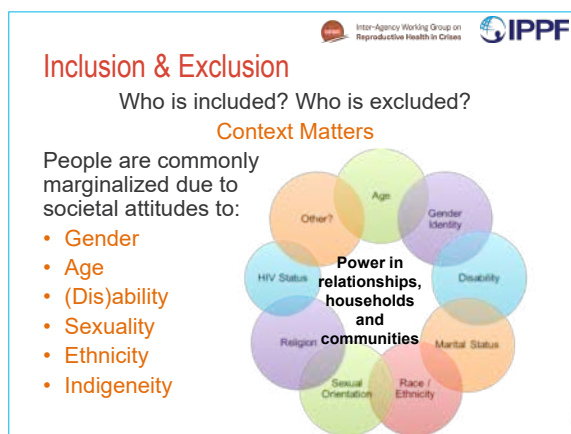 Inter-Agency Working Group on
Reproductive Health in Crises
IPPF
Inclusion & Exclusion
Who is included? Who is excluded?
Context Matters
People are commonly
marginalized due to
societal attitudes to:
• Gender
• Age
• (Dis)ability
• Sexuality
• Ethnicity
• Indigeneity
Age
Gender
Identity
Disability
Marital Status
Race /
Ethnicity
Sexual
Orientation
Religion
HIV Status
Other?
Power in
relationships,
households
and
communities